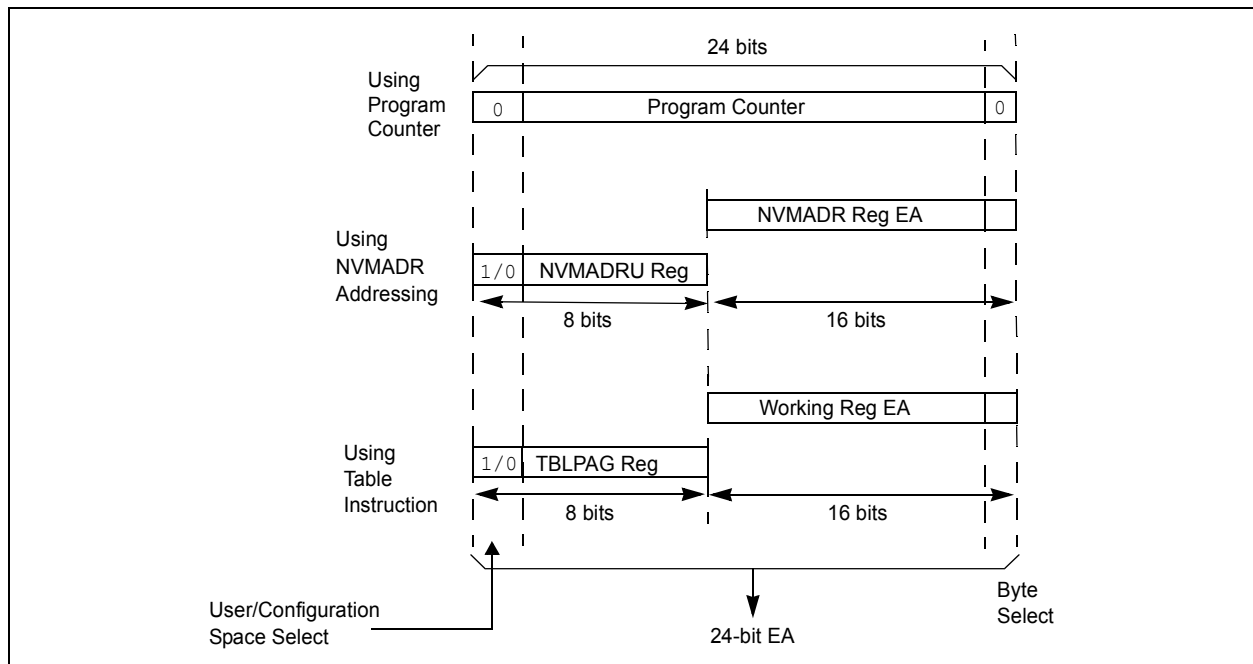 24 bits
Using
Program
Counter
0
Program Counter
0
NVMADR Reg EA
Using
NVMADR
Addressing
1/0
NVMADRU Reg
8 bits
16 bits
Working Reg EA
Using
Table
Instruction
1/0
TBLPAG Reg
8 bits
16 bits
User/Configuration
Space Select
24-bit EA
Byte
Select